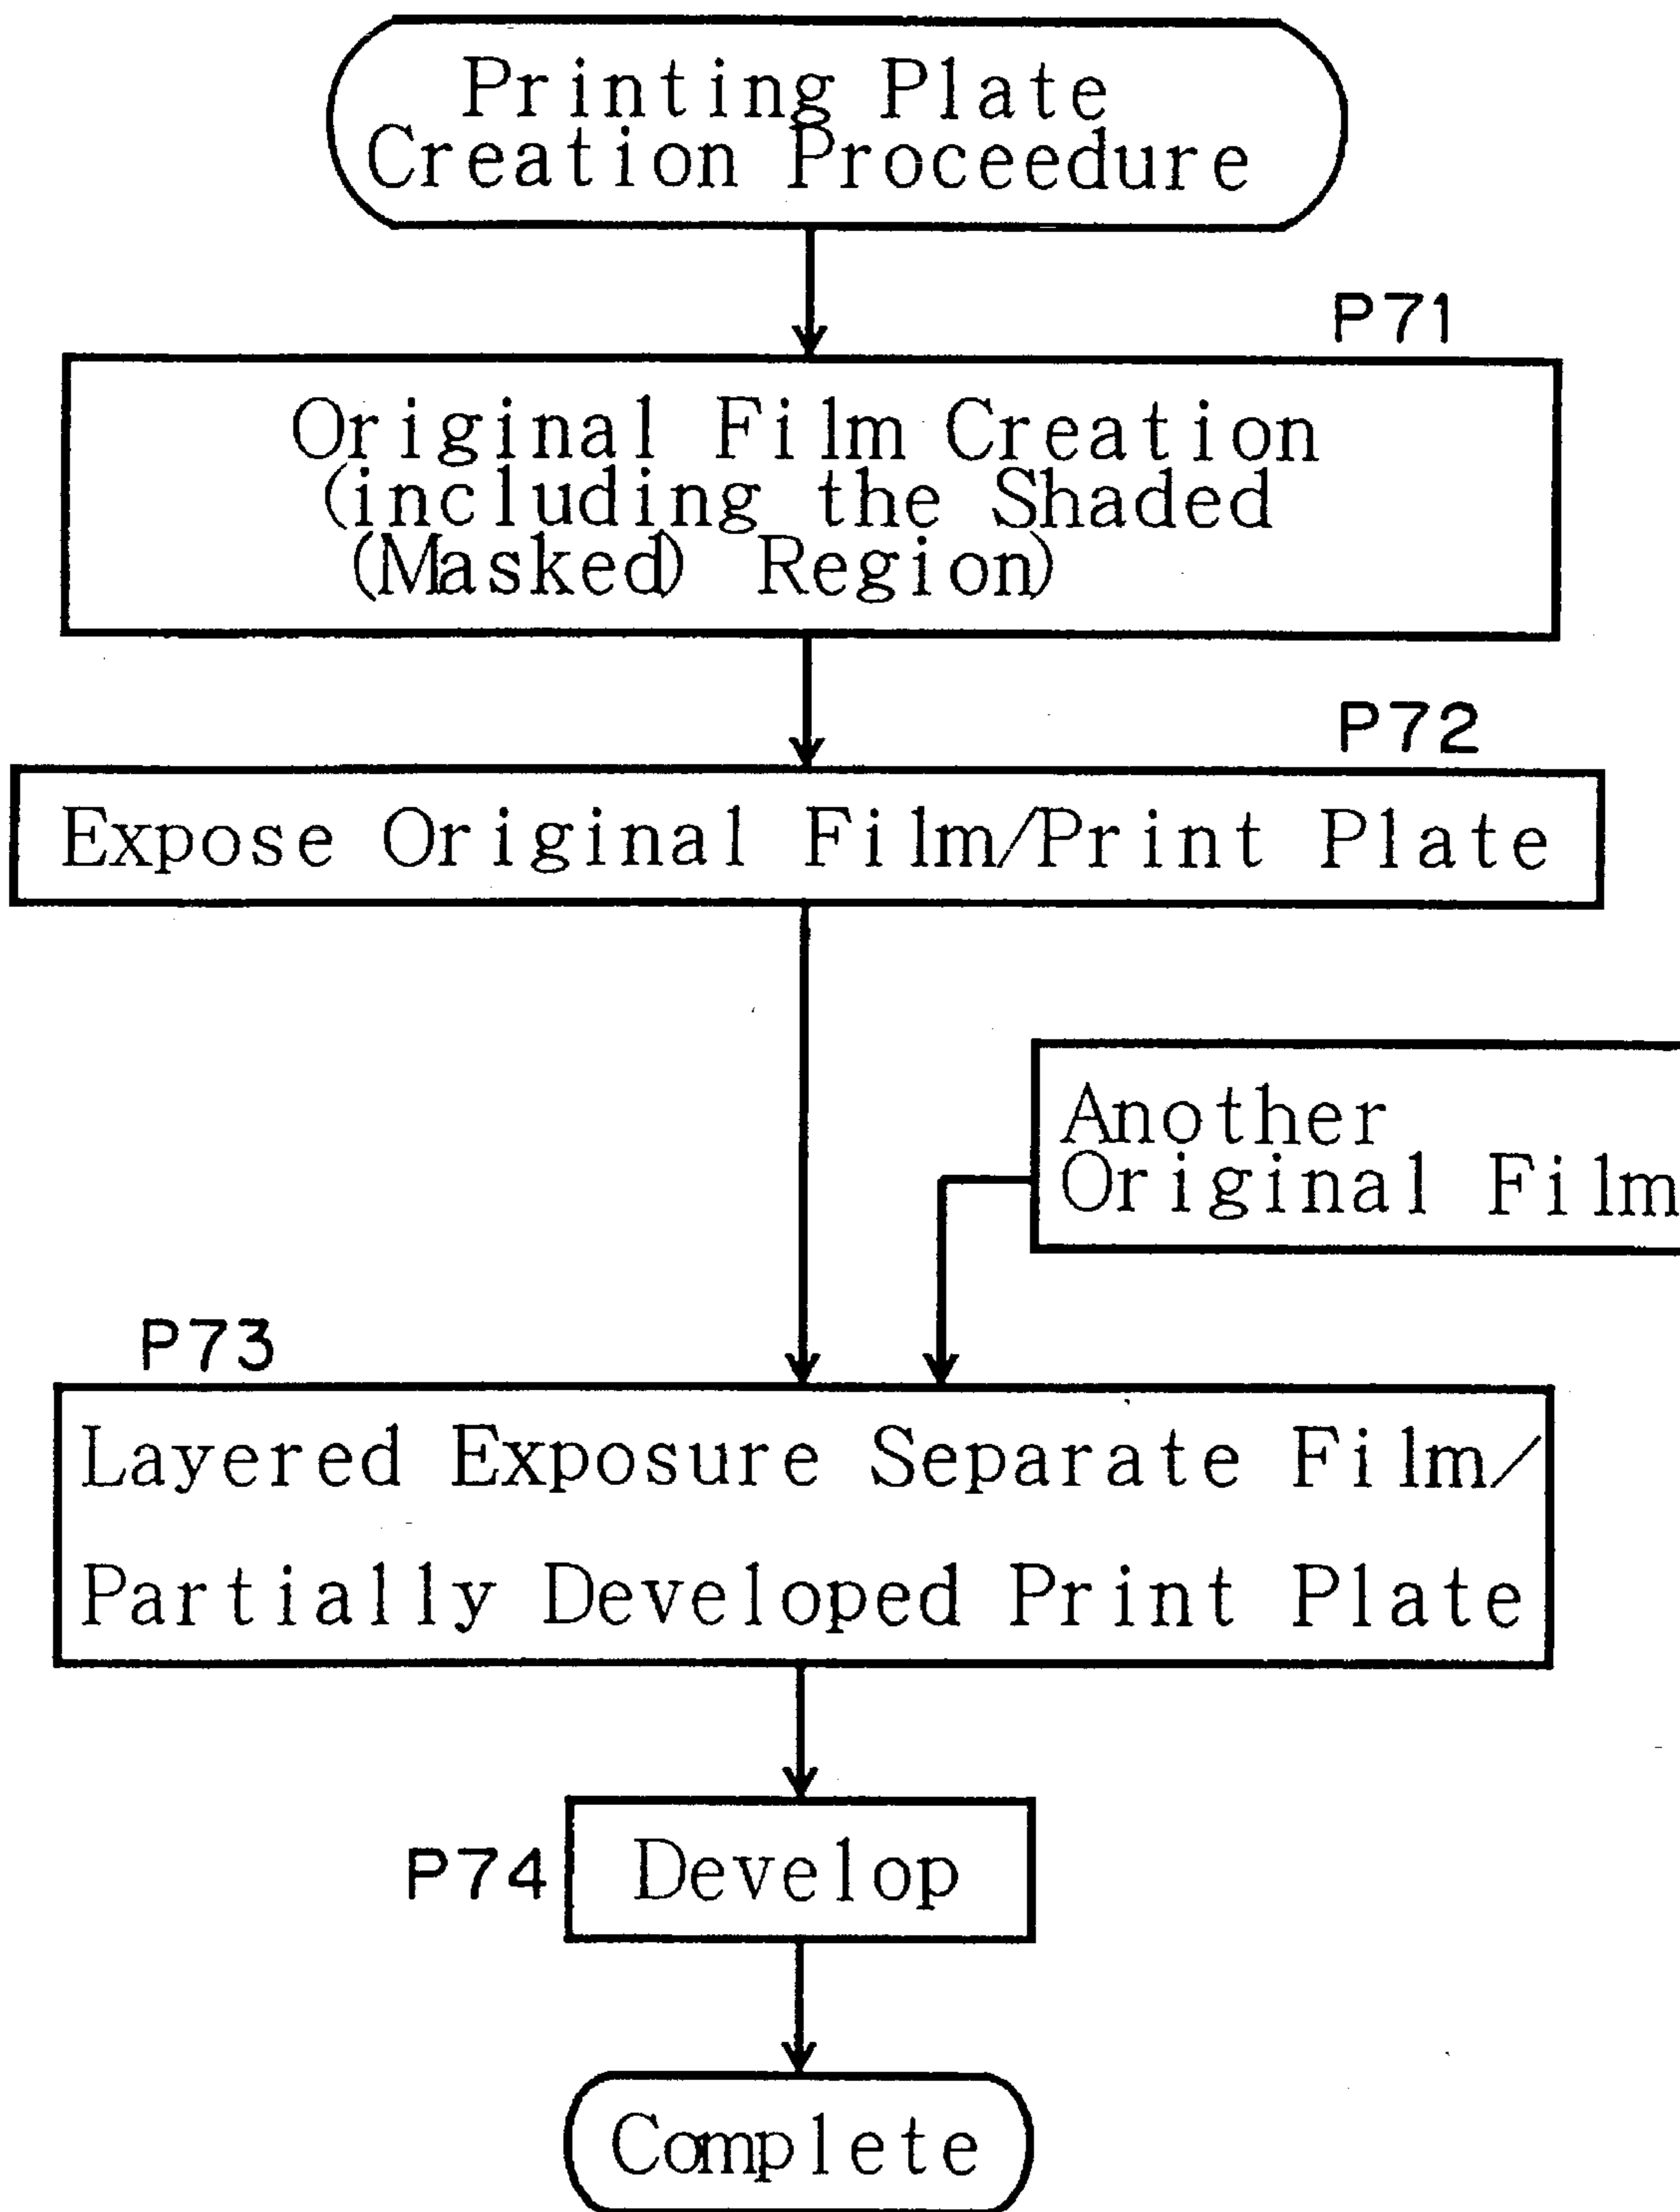 Printing Plate
Creation Proceedure
P71
Original Film Creation
(including the Shaded
(Masked) Region)
P72
Expose Original Film/Print Plate
Another
Original Film
P73
Layered Exposure Separate Film/
Partially Developed Print Plate
P74
Develop
Complete